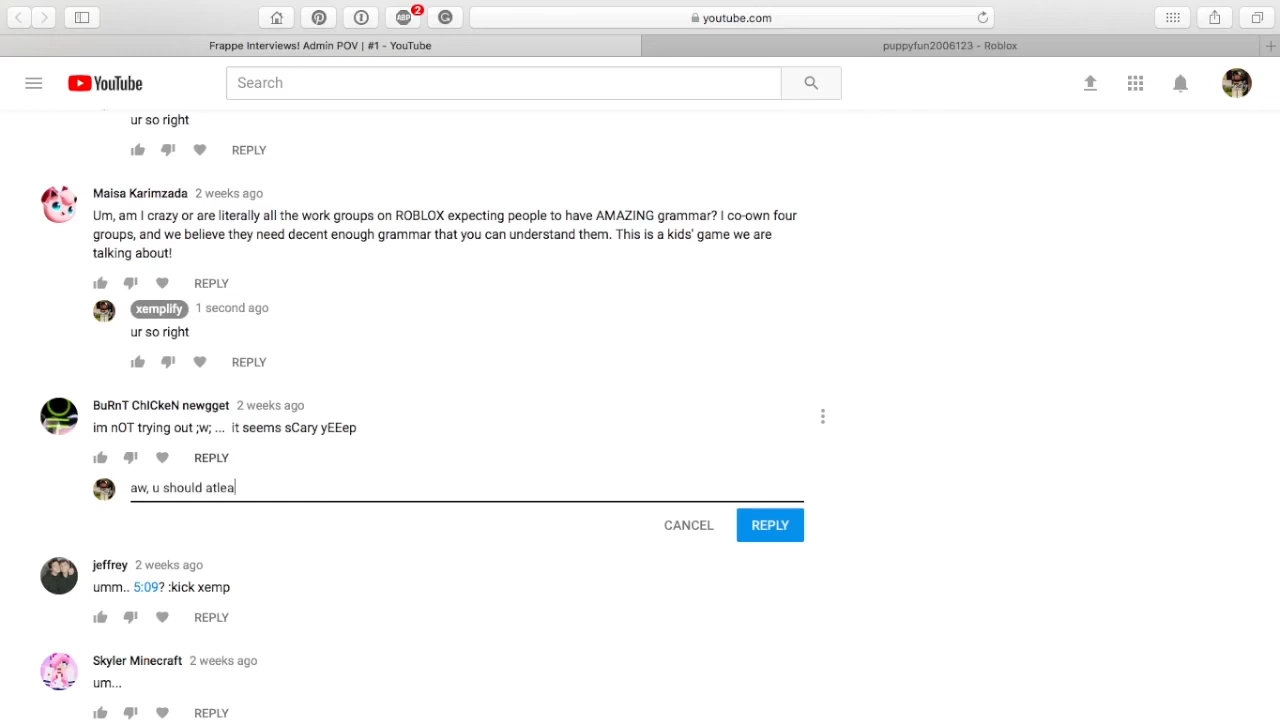 ABP
2
youtube.com
Frappe Interviews! Admin POV | #1 - YouTube
puppyfun2006123 - Roblox
YouTube
Search
ur so right
REPLY
Maisa Karimzada 2 weeks ago
Um, am I crazy or are literally all the work groups on ROBLOX expecting people to have AMAZING grammar? I co-own four
groups, and we believe they need decent enough grammar that you can understand them. This is a kids' game we are
talking about!
REPLY
xemplify 1 second ago
ur so right
REPLY
BuRnT ChICkeN newgget 2 weeks ago
im nOT trying out ;w; ... it seems sCary yEEep
REPLY
aw, u should atlea
CANCEL REPLY
jeffrey 2 weeks ago
umm.. 5:09? :kick xemp
REPLY
Skyler Minecraft 2 weeks ago
um...
REPLY